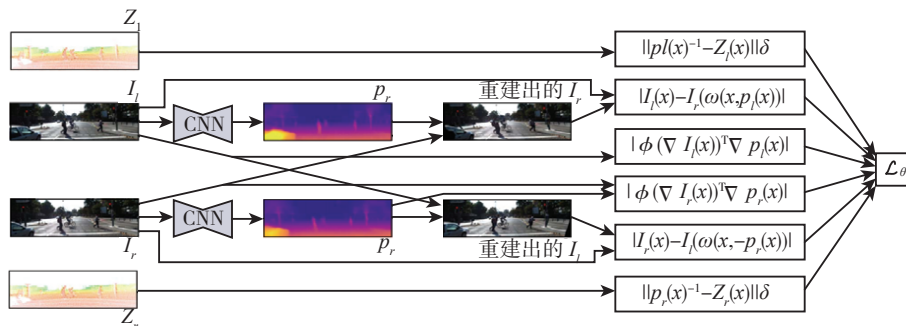 Z_l
||pl(x)⁻¹−Z_l(x)||δ
I_l
p_r
重建出的 I_r
|I_l(x)−I_r(ω(x,p_l(x))|
CNN
|ϕ(∇ I_l(x))ᵀ∇ p_l(x)|
ℒ_θ
|ϕ(∇ I_r(x))ᵀ∇ p_r(x)|
CNN
I_r
p_r
重建出的 I_l
|I_r(x)−I_l(ω(x,−p_r(x))|
||p_r(x)⁻¹−Z_r(x)||δ
Z_r